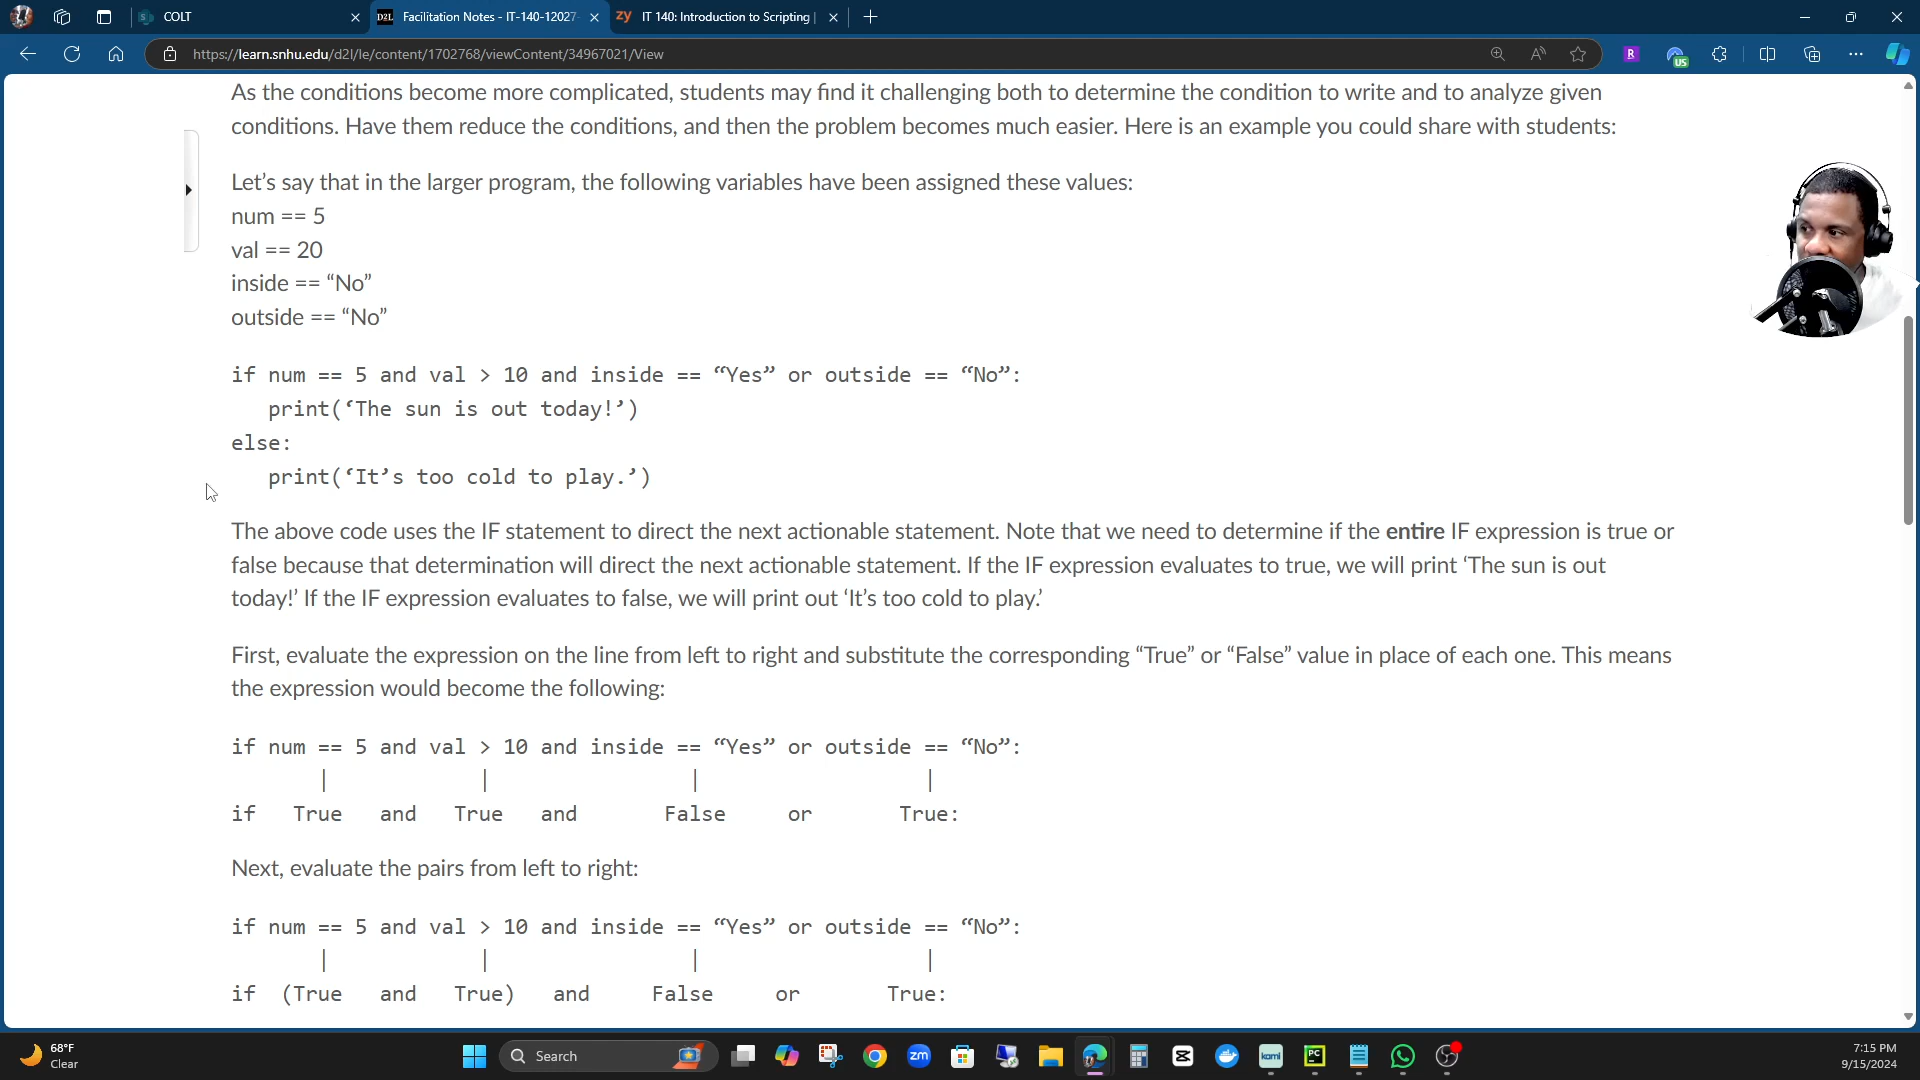 COLT
D2L Facilitation Notes - IT-140-12027-
zy IT 140: Introduction to Scripting |
https://learn.snhu.edu/d2l/le/content/1702768/viewContent/34967021/View
R
US
As the conditions become more complicated, students may find it challenging both to determine the condition to write and to analyze given
conditions. Have them reduce the conditions, and then the problem becomes much easier. Here is an example you could share with students:
Let’s say that in the larger program, the following variables have been assigned these values:
num == 5
val == 20
inside == “No”
outside == “No”
if num == 5 and val > 10 and inside == “Yes” or outside == “No”:
print(‘The sun is out today!’)
else:
print(‘It’s too cold to play.’)
The above code uses the IF statement to direct the next actionable statement. Note that we need to determine if the entire IF expression is true or
false because that determination will direct the next actionable statement. If the IF expression evaluates to true, we will print ‘The sun is out
today!’ If the IF expression evaluates to false, we will print out ‘It’s too cold to play.’
First, evaluate the expression on the line from left to right and substitute the corresponding “True” or “False” value in place of each one. This means
the expression would become the following:
if num == 5 and val > 10 and inside == “Yes” or outside == “No”:
| | | |
if True and True and False or True:
Next, evaluate the pairs from left to right:
if num == 5 and val > 10 and inside == “Yes” or outside == “No”:
| | | |
if (True and True) and False or True:
68°F
Clear
Search
zm
kami
PC
7:15 PM
9/15/2024